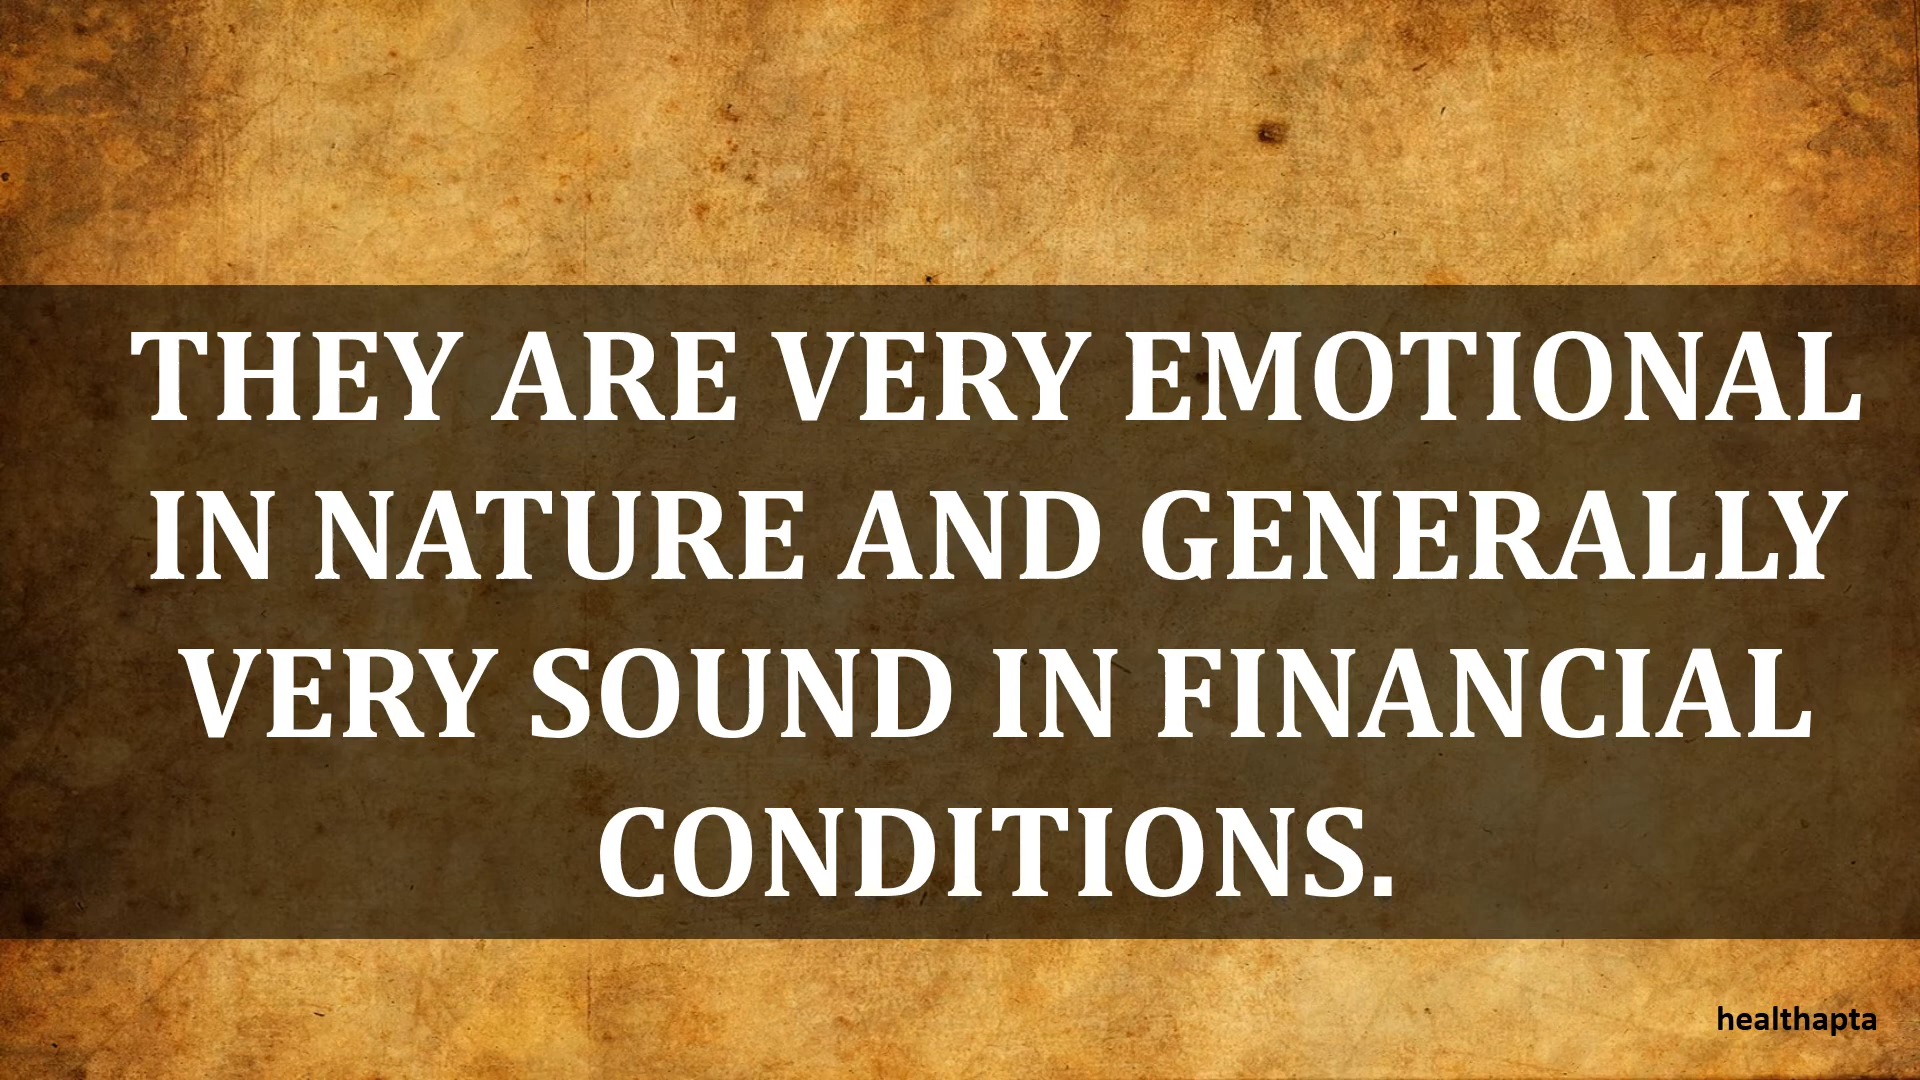 THEY ARE VERY EMOTIONAL
IN NATURE AND GENERALLY
VERY SOUND IN FINANCIAL
CONDITIONS.
healthapta